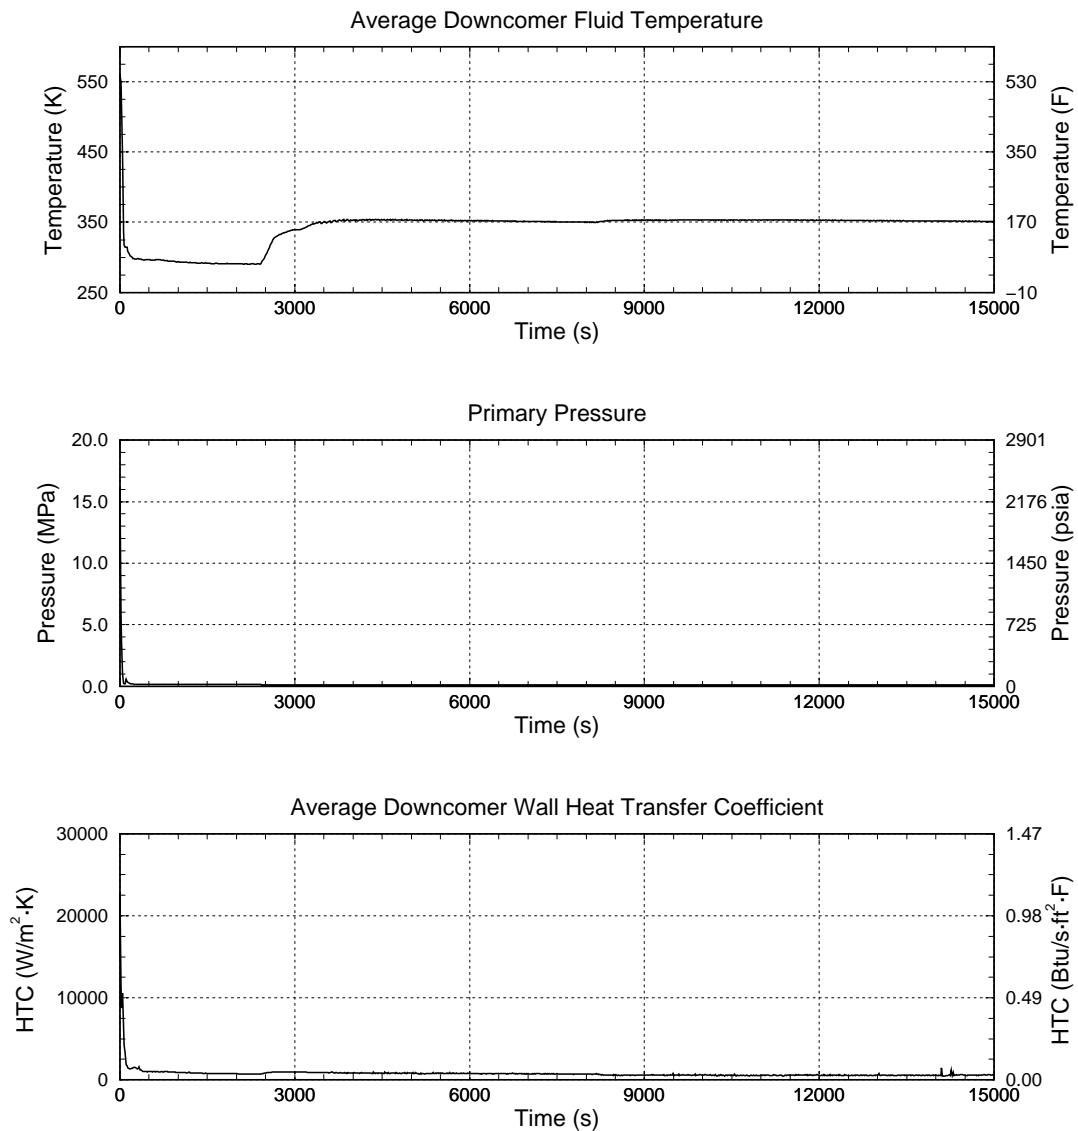 Average Downcomer Fluid Temperature
Temperature (K)
550
450
350
250
530
350
170
−10
Temperature (F)
0 3000 6000 9000 12000 15000
Time (s)
Primary Pressure
Pressure (MPa)
20.0
15.0
10.0
5.0
0.0
2901
2176
1450
725
0
Pressure (psia)
0 3000 6000 9000 12000 15000
Time (s)
Average Downcomer Wall Heat Transfer Coefficient
HTC (W/m²·K)
30000
20000
10000
0
1.47
0.98
0.49
0.00
HTC (Btu/s·ft²·F)
0 3000 6000 9000 12000 15000
Time (s)